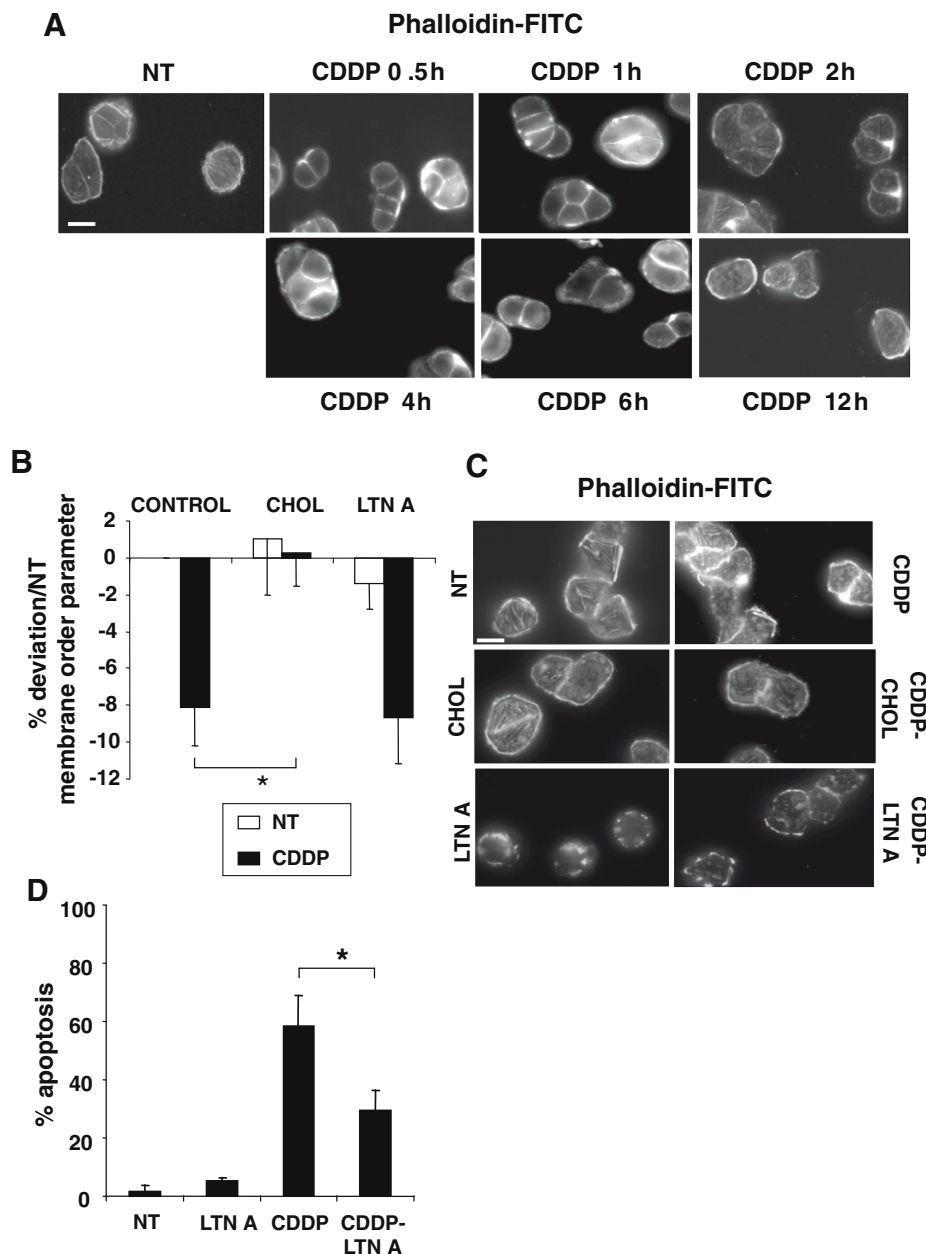 A
Phalloidin-FITC
NT
CDDP 0 .5h
CDDP 1h
CDDP 2h
CDDP 4h
CDDP 6h
CDDP 12h
B
CONTROL
CHOL
LTN A
% deviation/NT
membrane order parameter
2
0
-2
-4
-6
-8
-10
-12
*
NT
CDDP
C
Phalloidin-FITC
NT
CDDP
CHOL
CDDP-
CHOL
LTN A
CDDP-
LTN A
D
% apoptosis
100
80
60
40
20
0
*
NT
LTN A
CDDP
CDDP-
LTN A